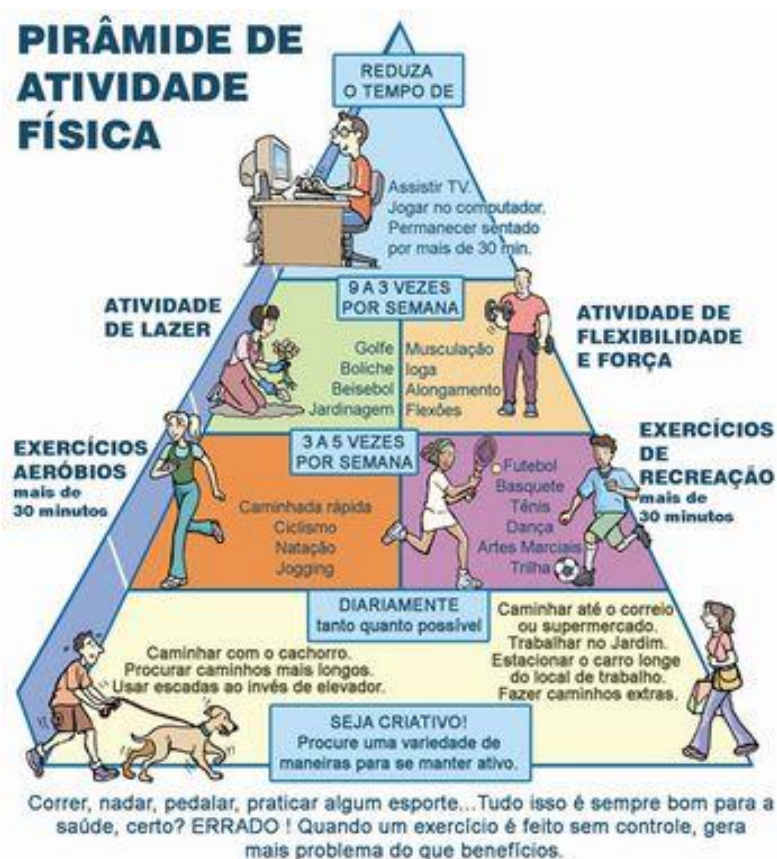 PIRÂMIDE DE
ATIVIDADE
FÍSICA
REDUZA
O TEMPO DE
Assistir TV.
Jogar no computador.
Permanecer sentado
por mais de 30 min.
9 A 3 VEZES
POR SEMANA
ATIVIDADE
DE LAZER
Golfe
Boliche
Beisebol
Jardinagem
Musculação
Ioga
Alongamento
Flexões
ATIVIDADE DE
FLEXIBILIDADE
E FORÇA
3 A 5 VEZES
POR SEMANA
EXERCÍCIOS
AERÓBIOS
mais de
30 minutos
Caminhada rápida
Ciclismo
Natação
Jogging
Futebol
Basquete
Tênis
Dança
Artes Marciais
Trilha
EXERCÍCIOS
DE
RECREAÇÃO
mais de
30 minutos
DIARIAMENTE
tanto quanto possível
Caminhar com o cachorro.
Procurar caminhos mais longos.
Usar escadas ao invés de elevador.
Caminhar até o correio
ou supermercado.
Trabalhar no Jardim.
Estacionar o carro longe
do local de trabalho.
Fazer caminhos extras.
SEJA CRIATIVO!
Procure uma variedade de
maneiras para se manter ativo.
Correr, nadar, pedalar, praticar algum esporte...Tudo isso é sempre bom para a
saúde, certo? ERRADO ! Quando um exercício é feito sem controle, gera
mais problema do que benefícios.